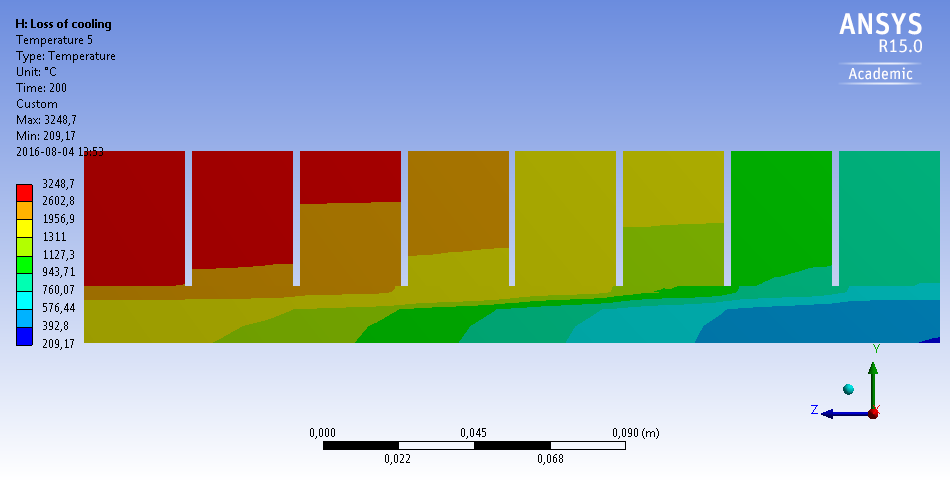 H: Loss of cooling
Temperature 5
Type: Temperature
Unit: °C
Time: 200
Custom
Max: 3248,7
Min: 209,17
2016-08-04 13:53
ANSYS
R15.0
Academic
3248,7
2602,8
1956,9
1311
1127,3
943,71
760,07
576,44
392,8
209,17
Y
Z
X
0,000
0,045
0,090 (m)
0,022
0,068